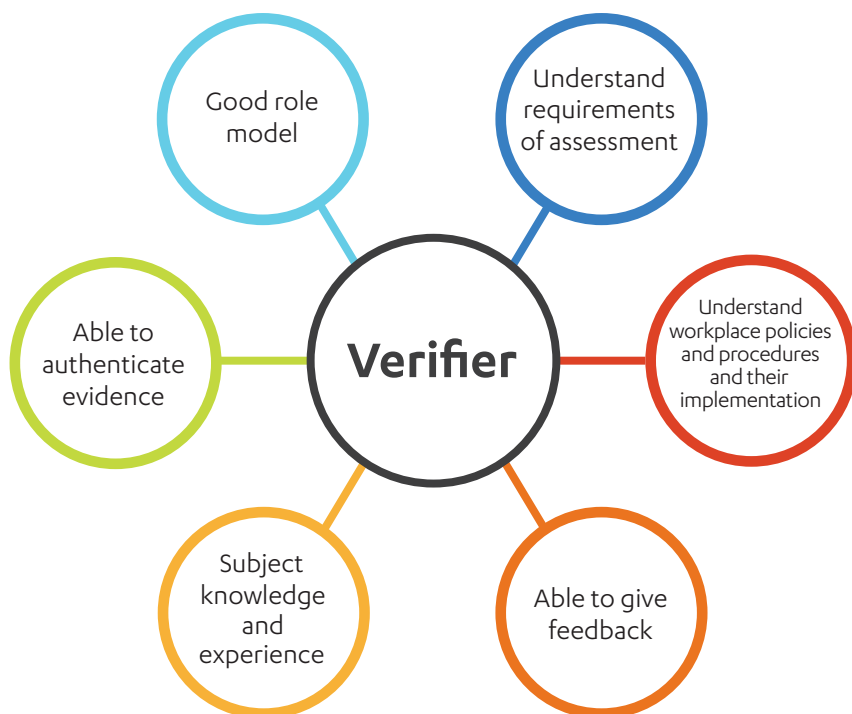 Good role
model
Understand
requirements
of assessment
Able to
authenticate
evidence
Verifier
Understand
workplace policies
and procedures
and their
implementation
Subject
knowledge
and
experience
Able to give
feedback